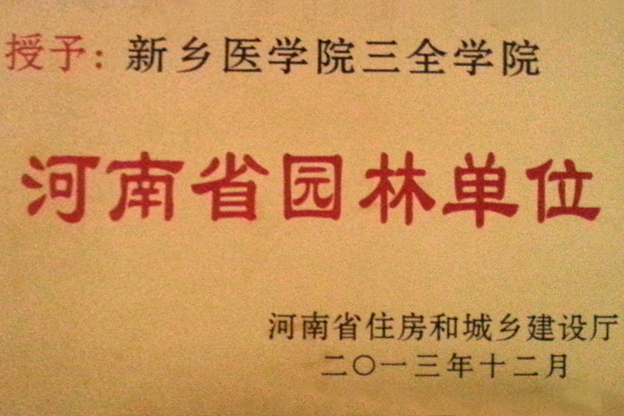 授予：新乡医学院三全学院
河南省园林单位
河南省住房和城乡建设厅
二〇一三年十二月